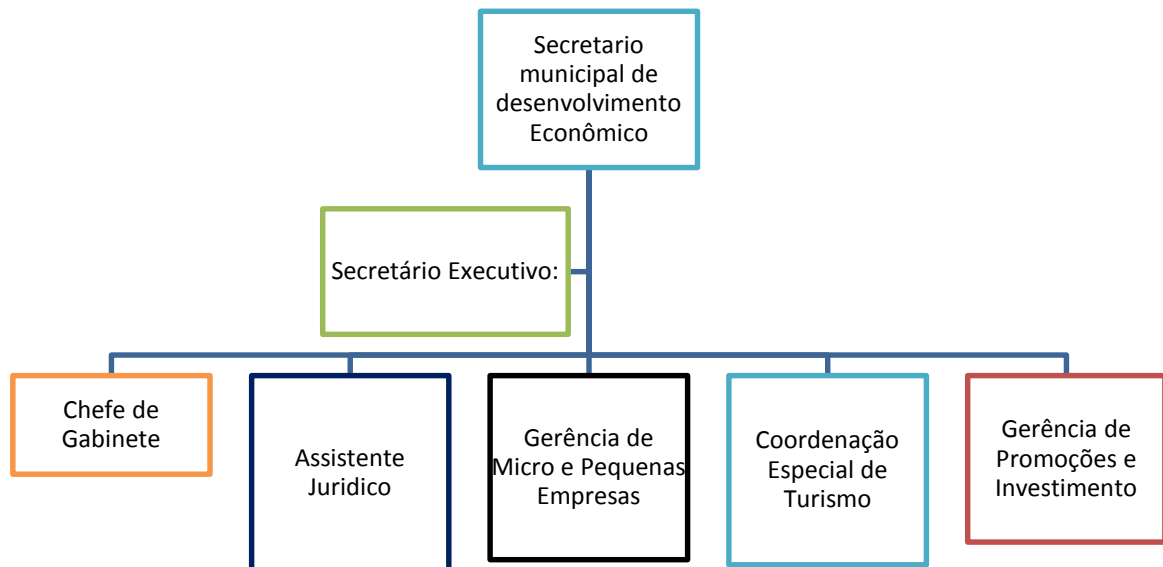 Secretario
municipal de
desenvolvimento
Econômico
Secretário Executivo:
Chefe de
Gabinete
Assistente
Juridico
Gerência de
Micro e Pequenas
Empresas
Coordenação
Especial de
Turismo
Gerência de
Promoções e
Investimento